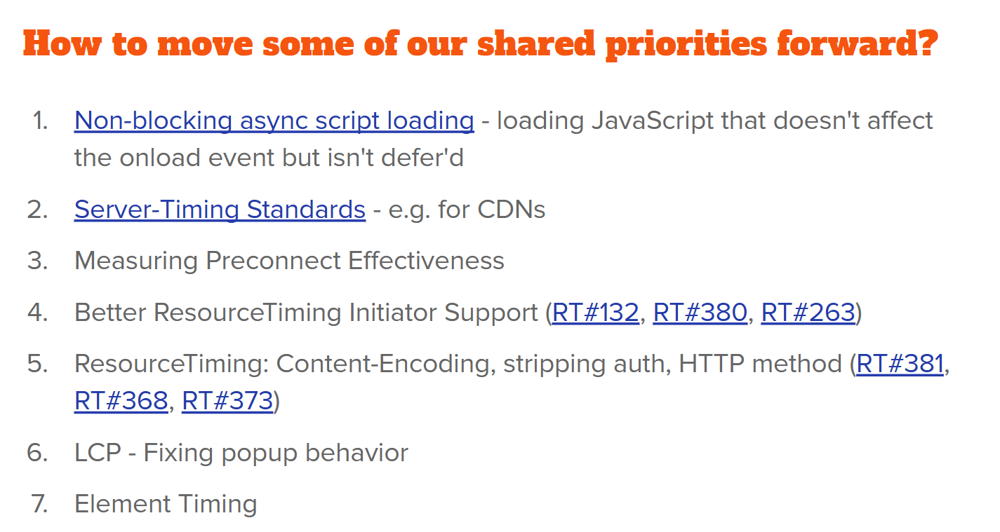 How to move some of our shared priorities forward?
1. Non-blocking async script loading - loading JavaScript that doesn't affect
the onload event but isn't defer'd
2. Server-Timing Standards - e.g. for CDNs
3. Measuring Preconnect Effectiveness
4. Better ResourceTiming Initiator Support (RT#132, RT#380, RT#263)
5. ResourceTiming: Content-Encoding, stripping auth, HTTP method (RT#381,
RT#368, RT#373)
6. LCP - Fixing popup behavior
7. Element Timing